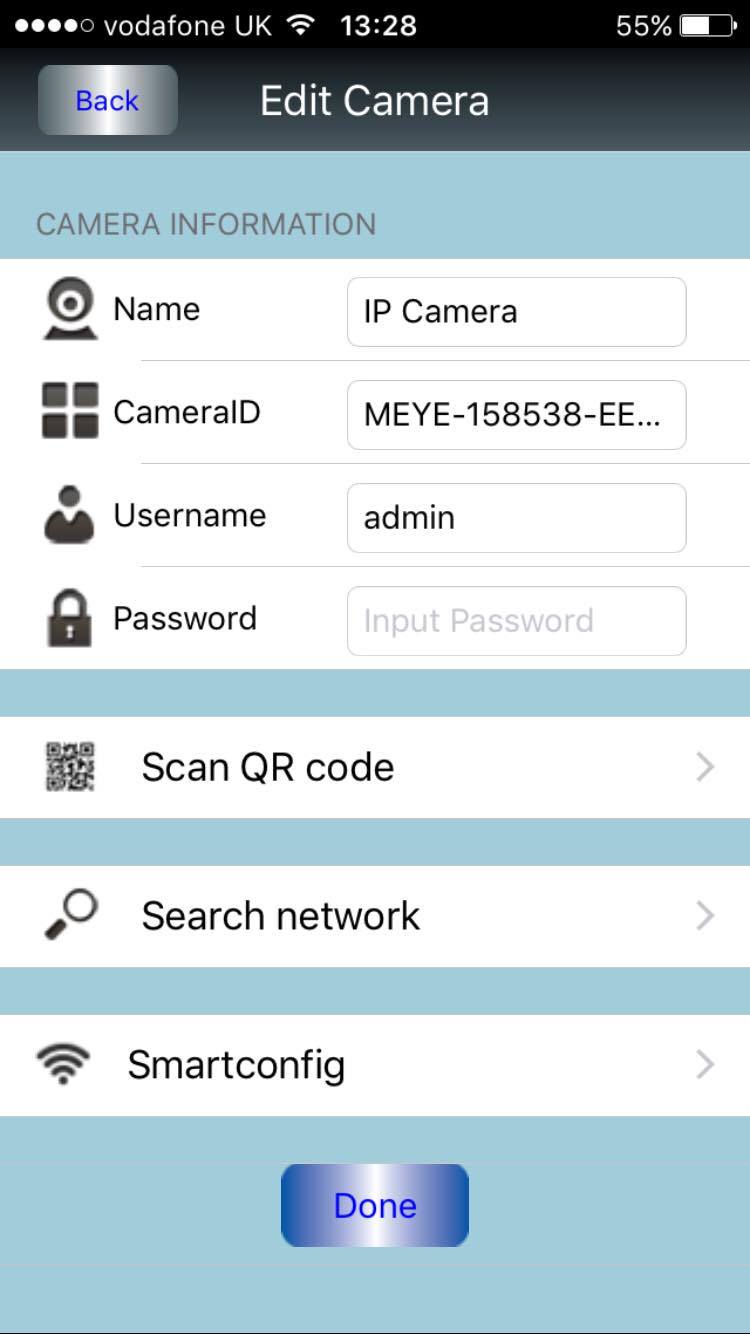 vodafone UK 13:28 55%
Back Edit Camera
CAMERA INFORMATION
Name IP Camera
CameraID MEYE-158538-EE...
Username admin
Password Input Password
Scan QR code
Search network
Smartconfig
Done